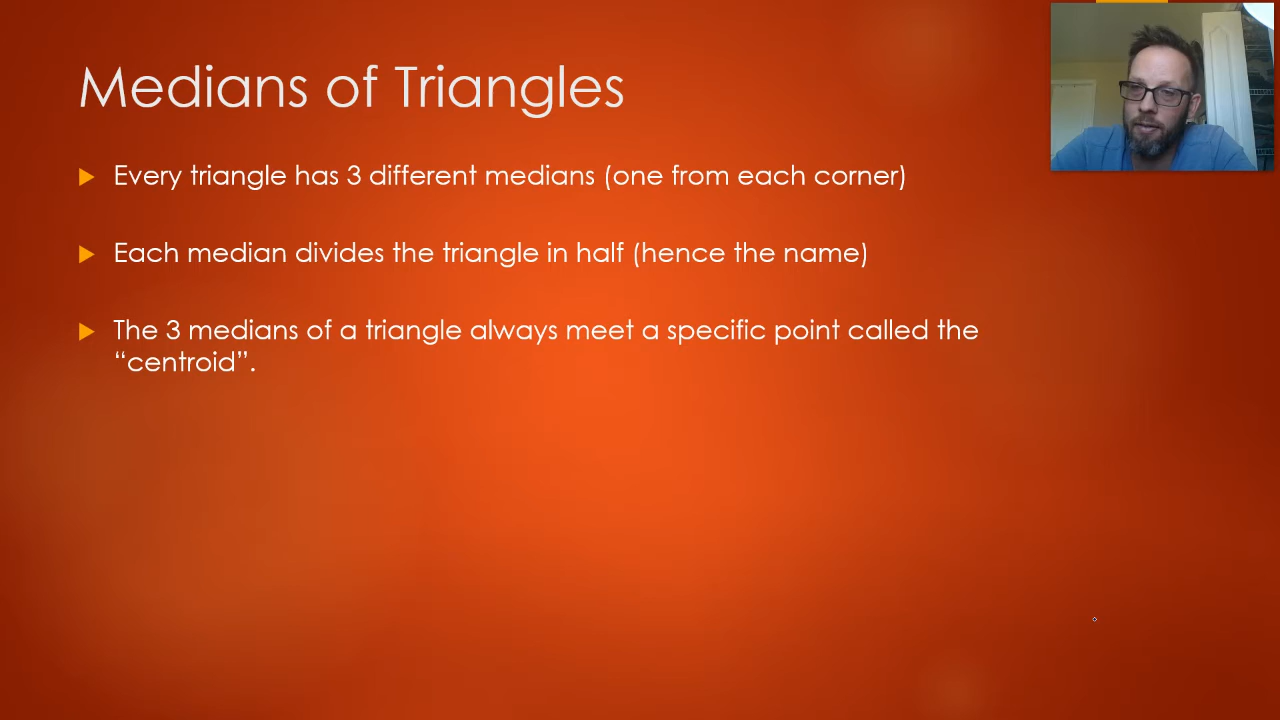 Medians of Triangles
Every triangle has 3 different medians (one from each corner)
Each median divides the triangle in half (hence the name)
The 3 medians of a triangle always meet a specific point called the
“centroid”.